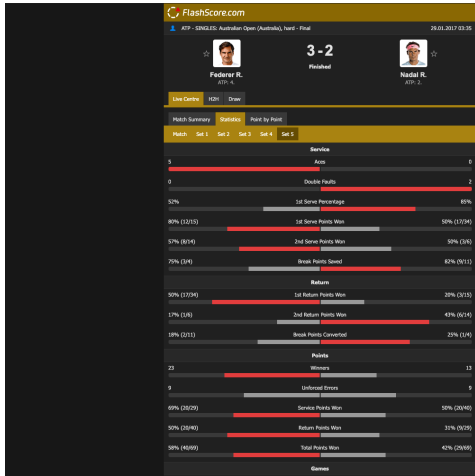 FlashScore.com
ATP - SINGLES: Australian Open (Australia), hard - Final 29.01.2017 03:35
3 - 2
Finished
Federer R. Nadal R.
ATP: 4. ATP: 2.
Live Centre H2H Draw
Match Summary Statistics Point by Point
Match Set 1 Set 2 Set 3 Set 4 Set 5
Service
5 Aces 0
0 Double Faults 2
52% 1st Serve Percentage 85%
80% (12/15) 1st Serve Points Won 50% (17/34)
57% (8/14) 2nd Serve Points Won 50% (3/6)
75% (3/4) Break Points Saved 82% (9/11)
Return
50% (17/34) 1st Return Points Won 20% (3/15)
17% (1/6) 2nd Return Points Won 43% (6/14)
18% (2/11) Break Points Converted 25% (1/4)
Points
23 Winners 13
9 Unforced Errors 9
69% (20/29) Service Points Won 50% (20/40)
50% (20/40) Return Points Won 31% (9/29)
58% (40/69) Total Points Won 42% (29/69)
Games